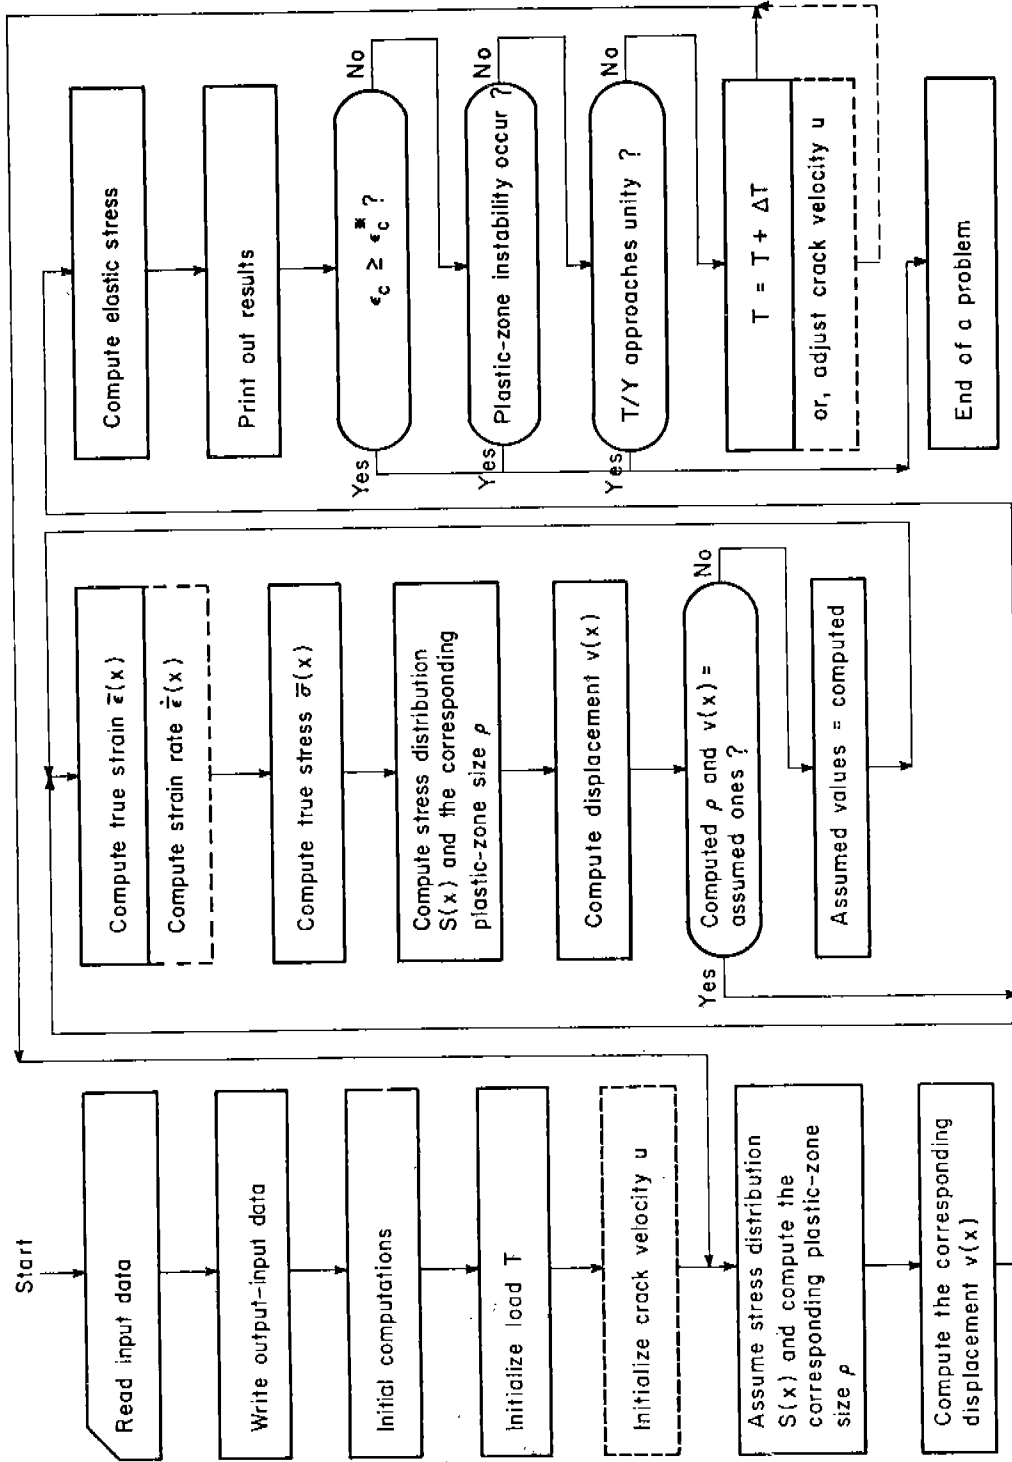 Start
Read input data
Write output-input data
Initial computations
Initialize load T
Initialize crack velocity u
Assume stress distribution
S(x) and compute the
corresponding plastic-zone
size ρ
Compute the corresponding
displacement v(x)
Compute true strain ε̄(x)
Compute strain rate ε̄̇(x)
Compute true stress σ̄(x)
Compute stress distribution
S(x) and the corresponding
plastic-zone size ρ
Compute displacement v(x)
Computed ρ and v(x) =
assumed ones ?
Yes
No
Assumed values = computed
Compute elastic stress
Print out results
ϵc ≥ ϵc* ?
Yes
No
Plastic-zone instability occur ?
Yes
No
T/Y approaches unity ?
Yes
No
T = T + ΔT
or, adjust crack velocity u
End of a problem